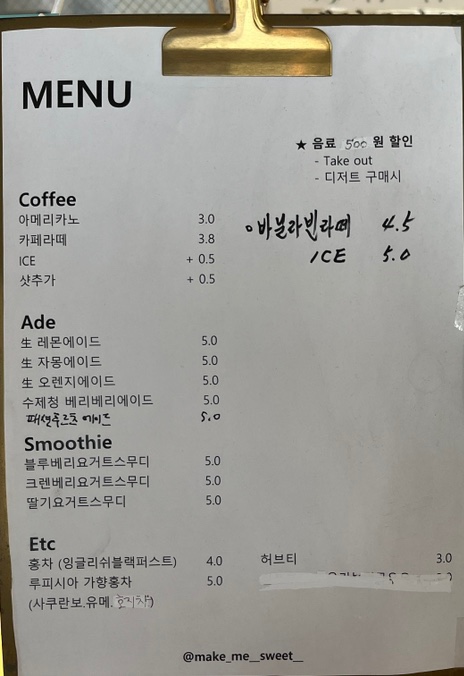 MENU
★ 음료 500 원 할인
- Take out
- 디저트 구매시
Coffee
아메리카노 3.0
카페라떼 3.8
ICE + 0.5
샷추가 + 0.5
◦ 바닐라빈라떼 4.5
ICE 5.0
Ade
生 레몬에이드 5.0
生 자몽에이드 5.0
生 오렌지에이드 5.0
수제청 베리베리에이드 5.0
패션후르츠 에이드 5.0
Smoothie
블루베리요거트스무디 5.0
크렌베리요거트스무디 5.0
딸기요거트스무디 5.0
Etc
홍차 (잉글리쉬블랙퍼스트) 4.0
루피시아 가향홍차 5.0
(사쿠란보.유메.
허브티 3.0
@make_me__sweet__